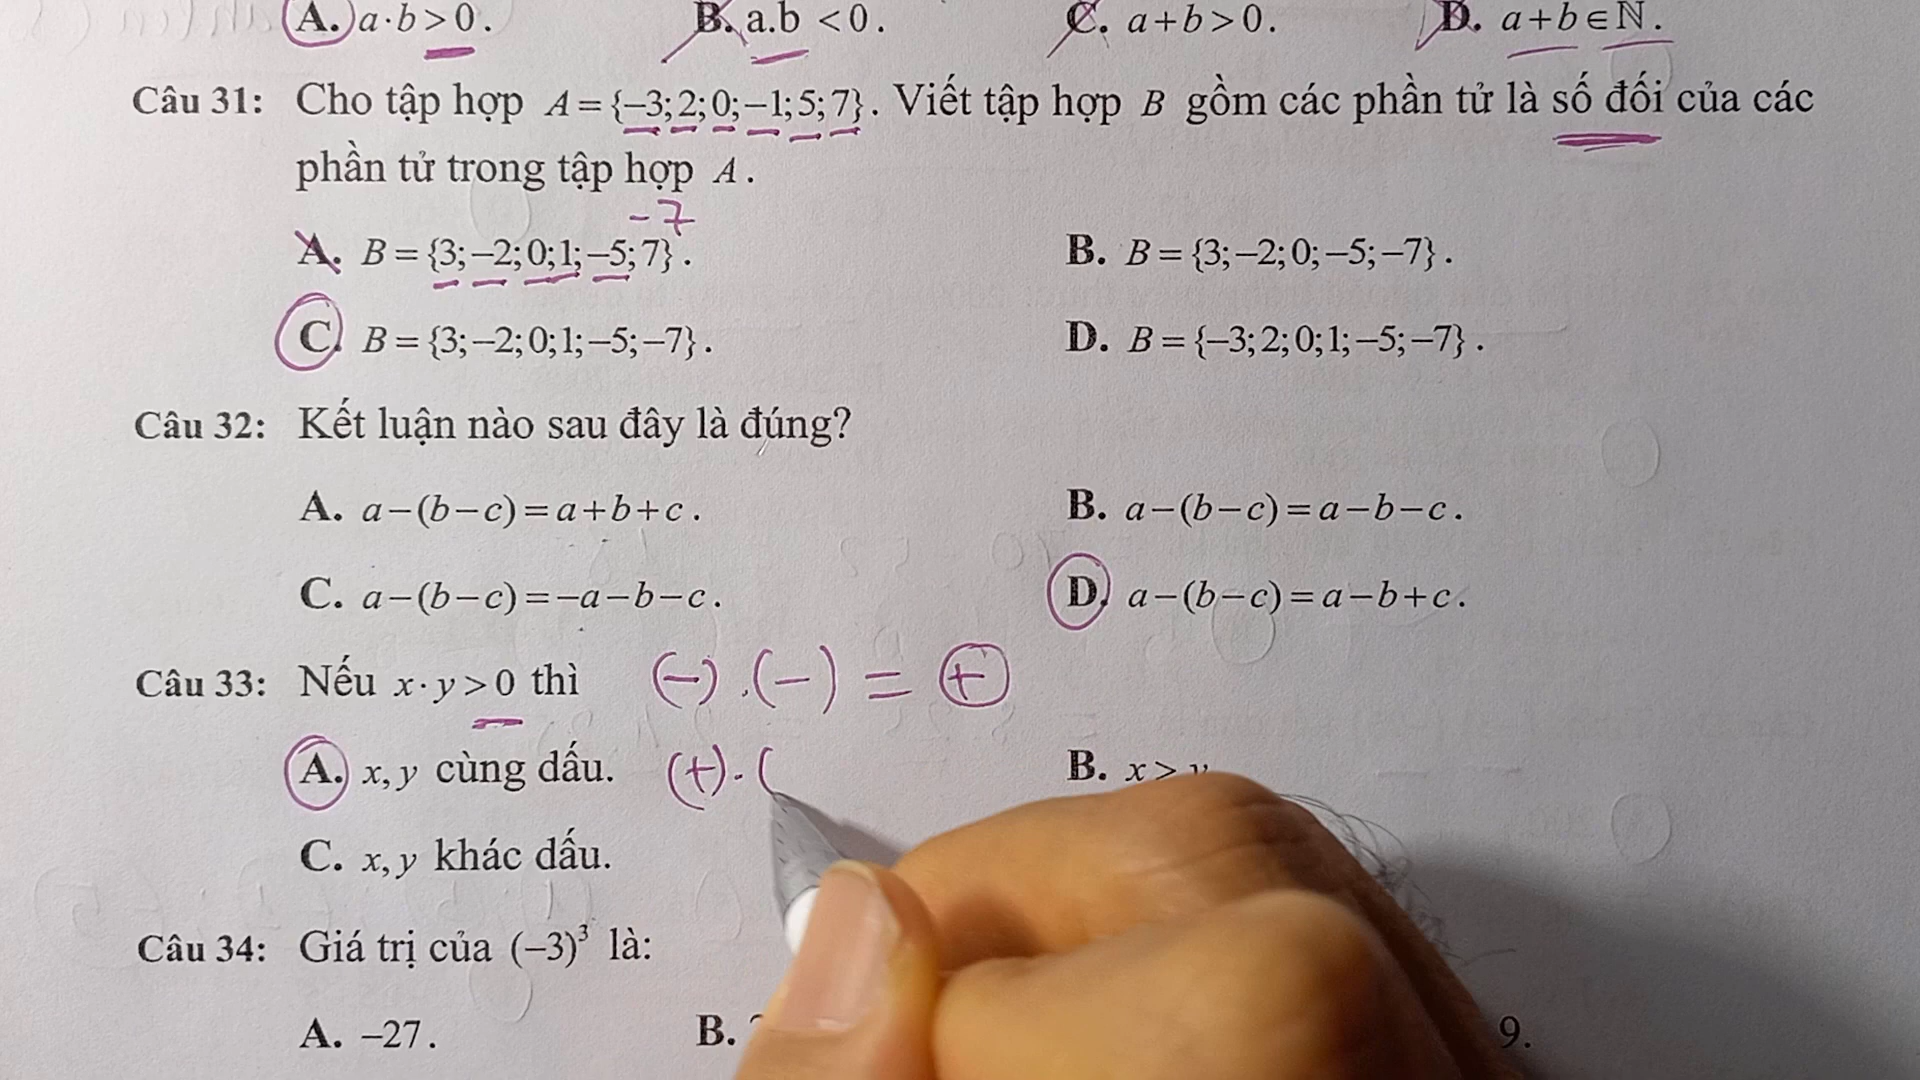 A. a·b>0. B. a.b <0. C. a+b>0. D. a+b∈ℕ.
Câu 31: Cho tập hợp A={−3;2;0;−1;5;7}. Viết tập hợp B gồm các phần tử là số đối của các
phần tử trong tập hợp A.
-7
A. B={3;−2;0;1;−5;7}. B. B={3;−2;0;−5;−7}.
C. B={3;−2;0;1;−5;−7}. D. B={−3;2;0;1;−5;−7}.
Câu 32: Kết luận nào sau đây là đúng?
A. a−(b−c)=a+b+c. B. a−(b−c)=a−b−c.
C. a−(b−c)=−a−b−c. D. a−(b−c)=a−b+c.
Câu 33: Nếu x·y>0 thì (-) . (-) = +
A. x,y cùng dấu. (+) . ( B. x>
C. x,y khác dấu.
Câu 34: Giá trị của (−3)³ là:
A. −27. B. 9.